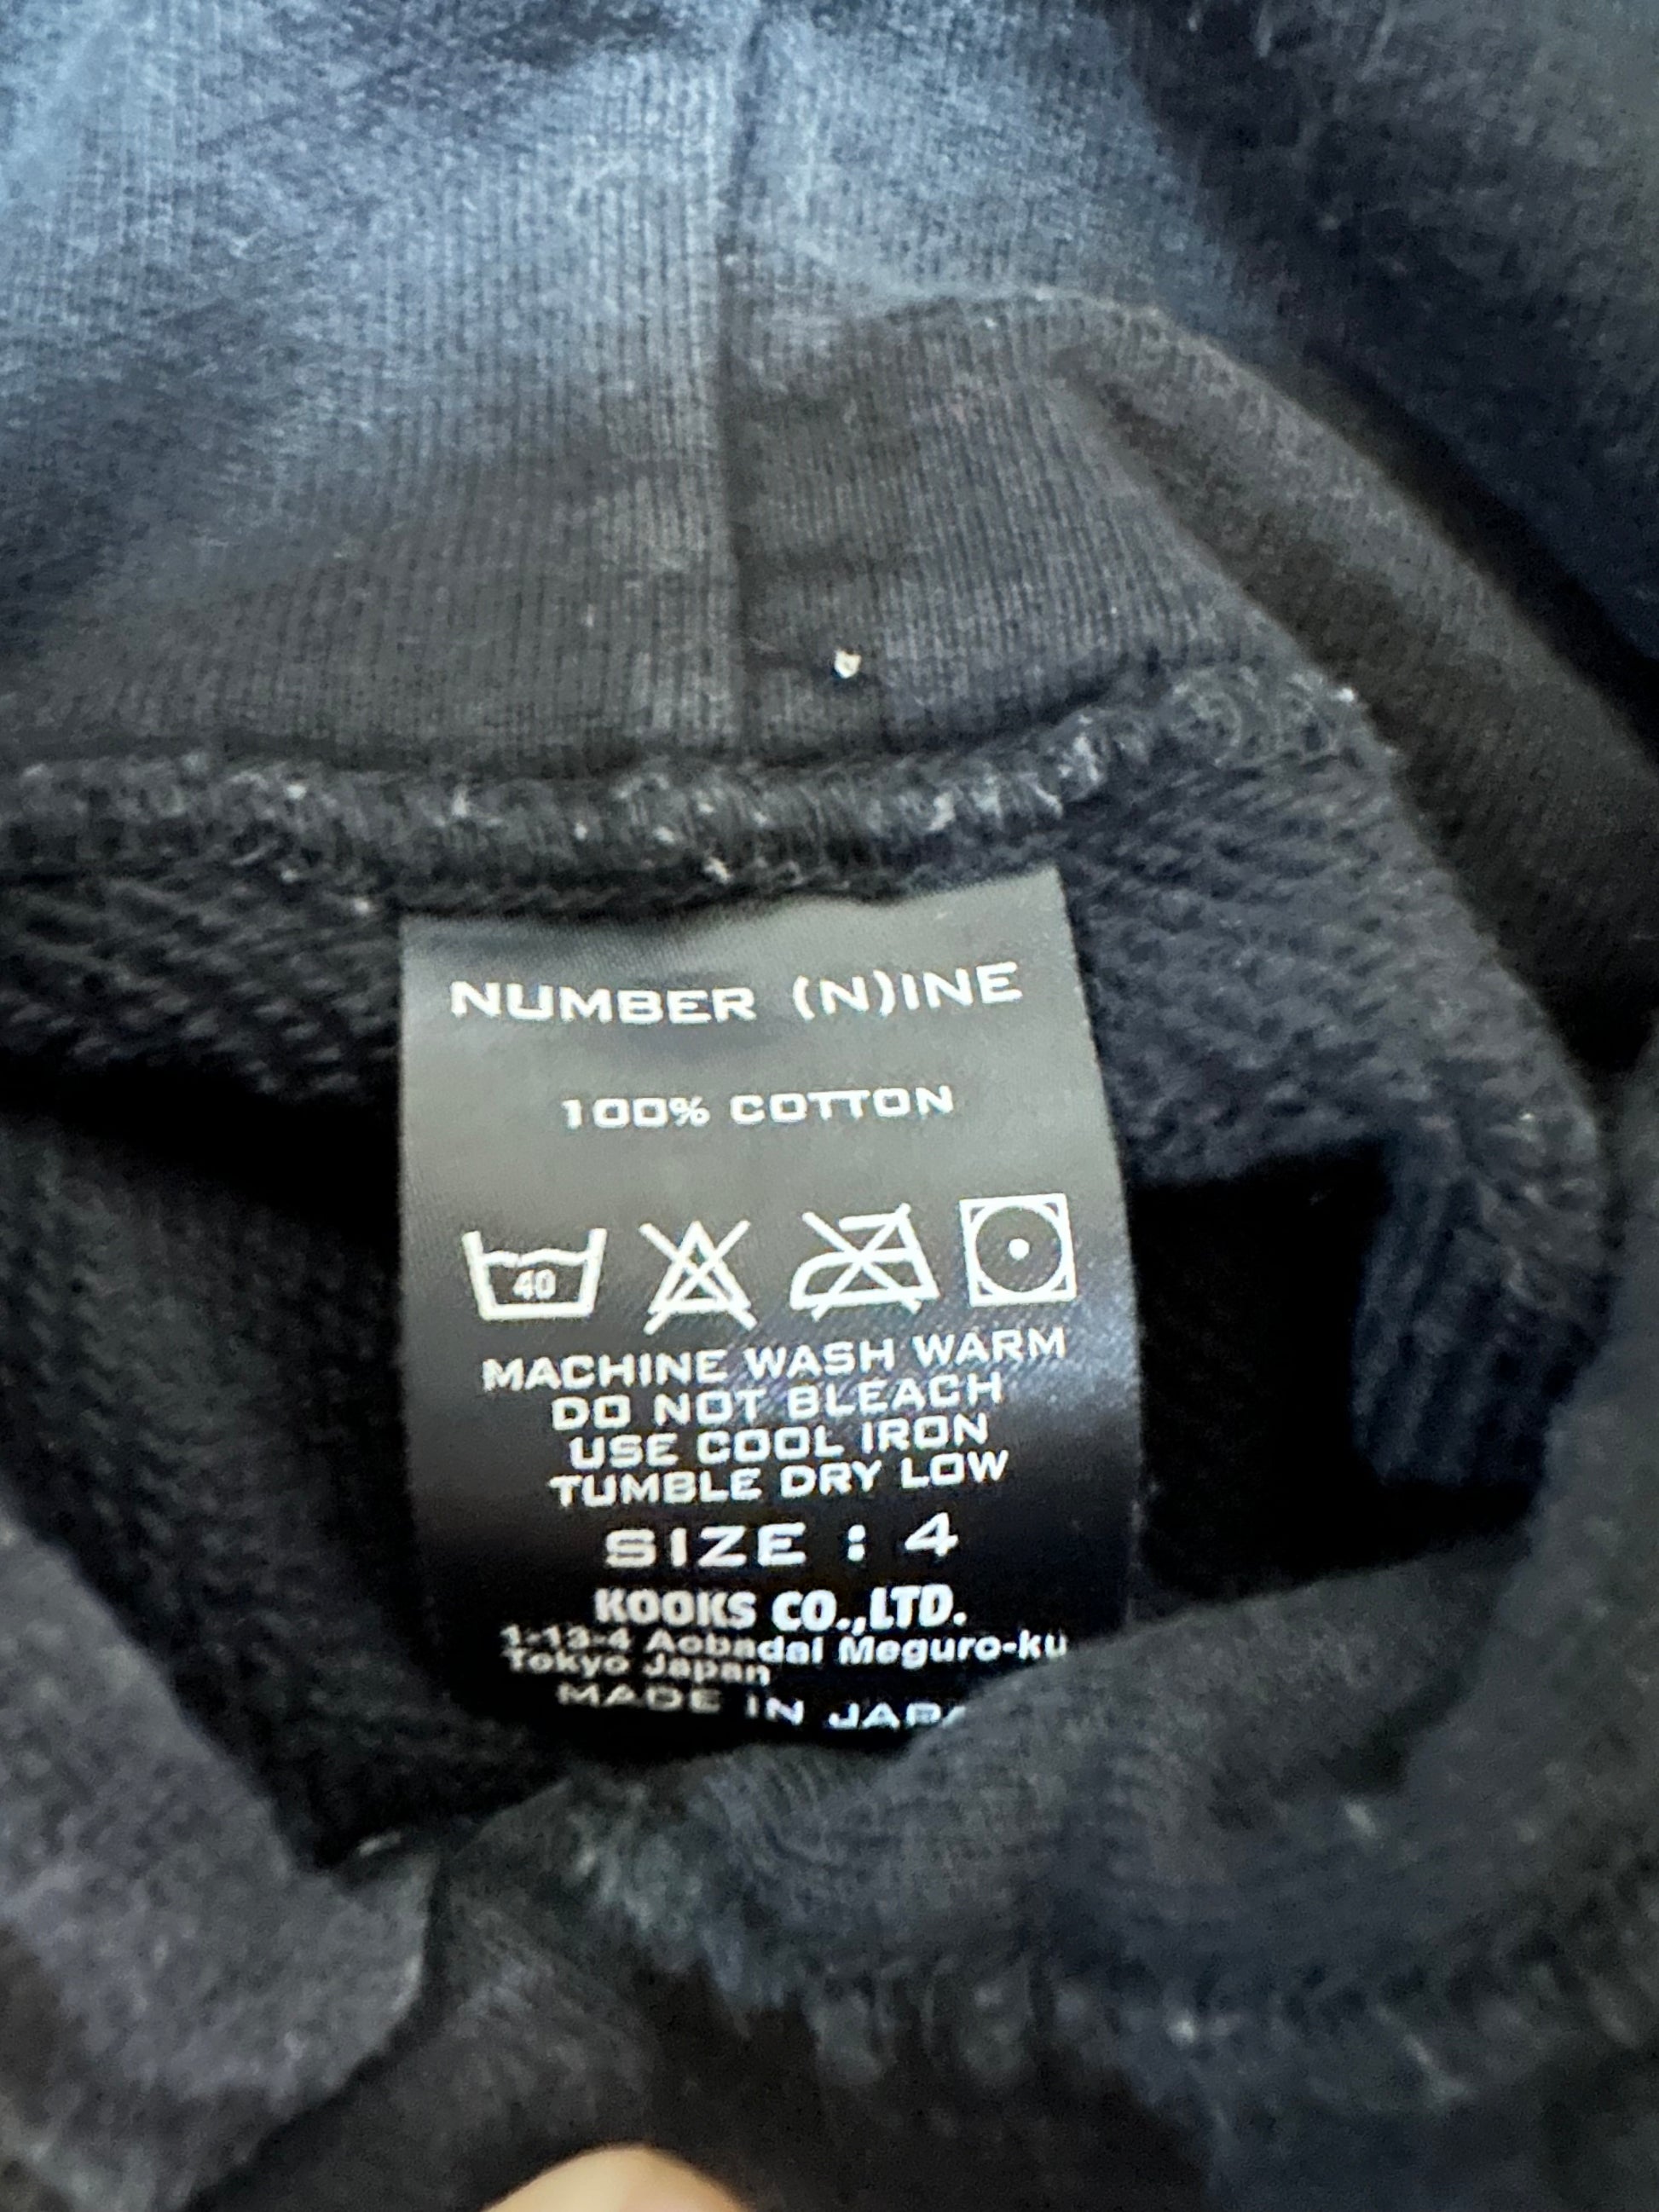 NUMBER (N)INE
100% COTTON
40
MACHINE WASH WARM
DO NOT BLEACH
USE COOL IRON
TUMBLE DRY LOW
SIZE : 4
KOOKS CO.,LTD.
1-13-4 Aobadai Meguro-ku
Tokyo Japan
MADE IN JAPA